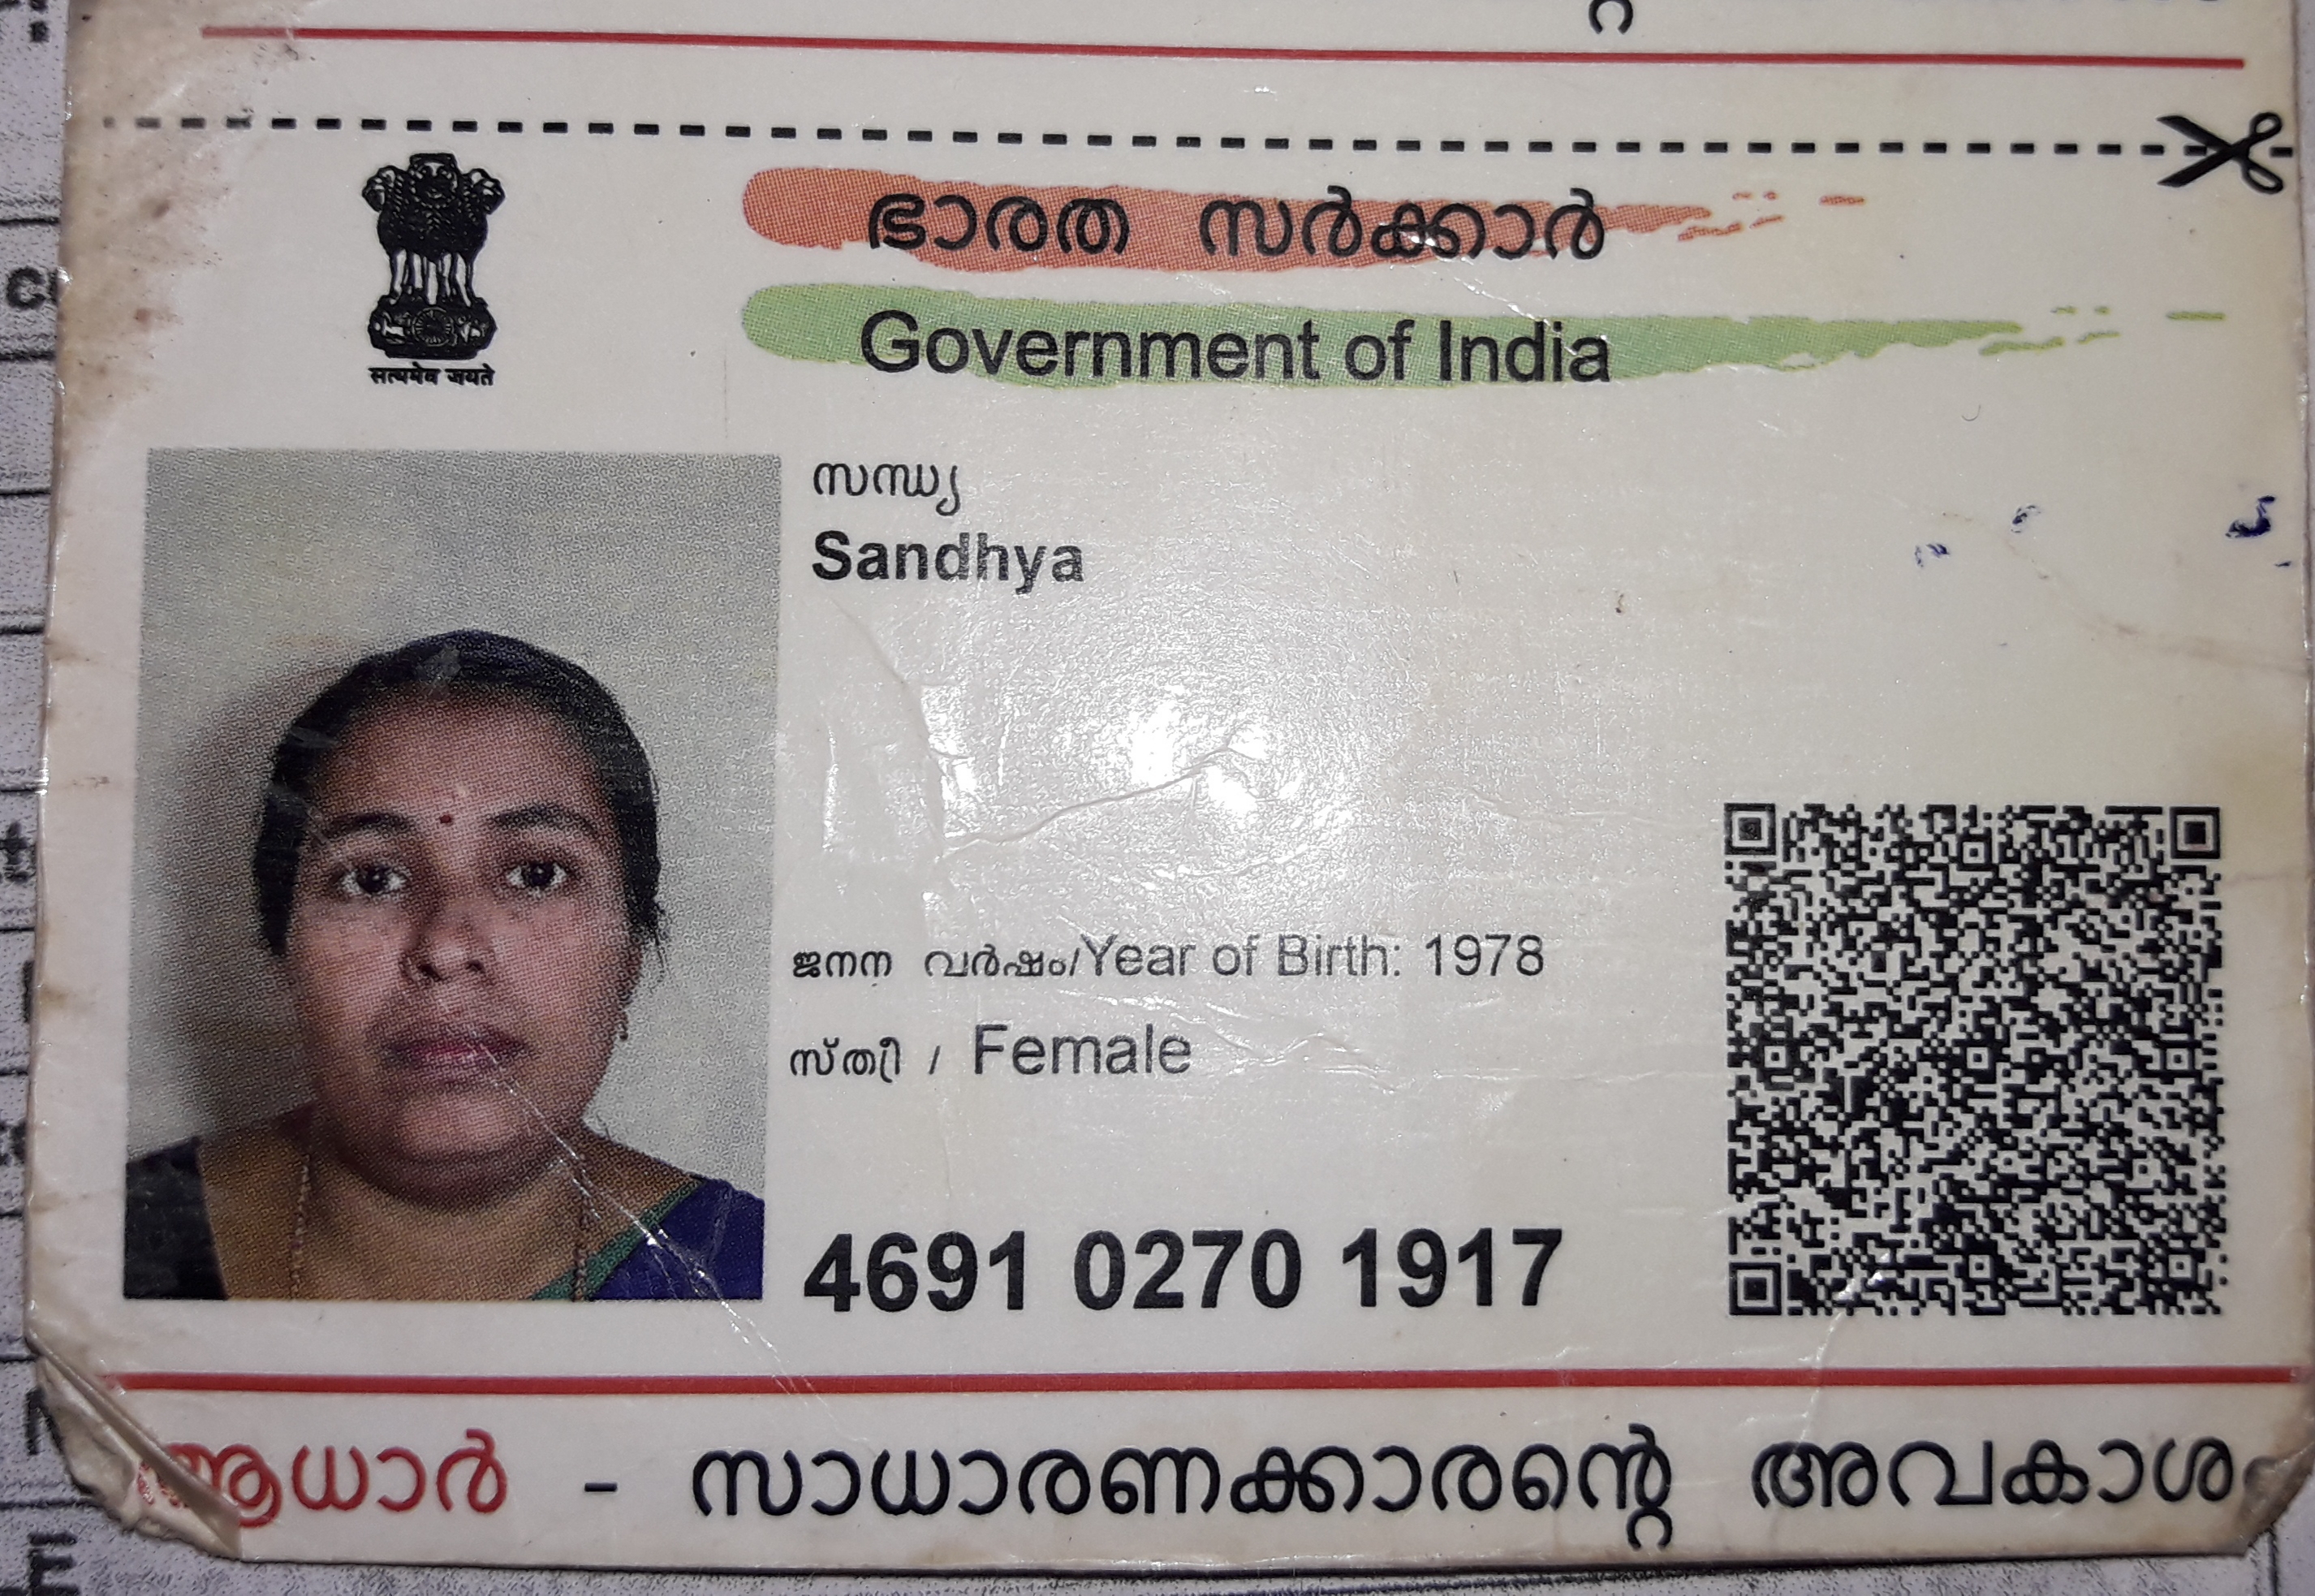 ഭാരത സർക്കാർ
Government of India
सत्यमेव जयते
സന്ധ്യ
Sandhya
ജനന വർഷം/Year of Birth: 1978
സ്ത്രീ / Female
4691 0270 1917
ആധാർ - സാധാരണക്കാരന്റെ അവകാശ